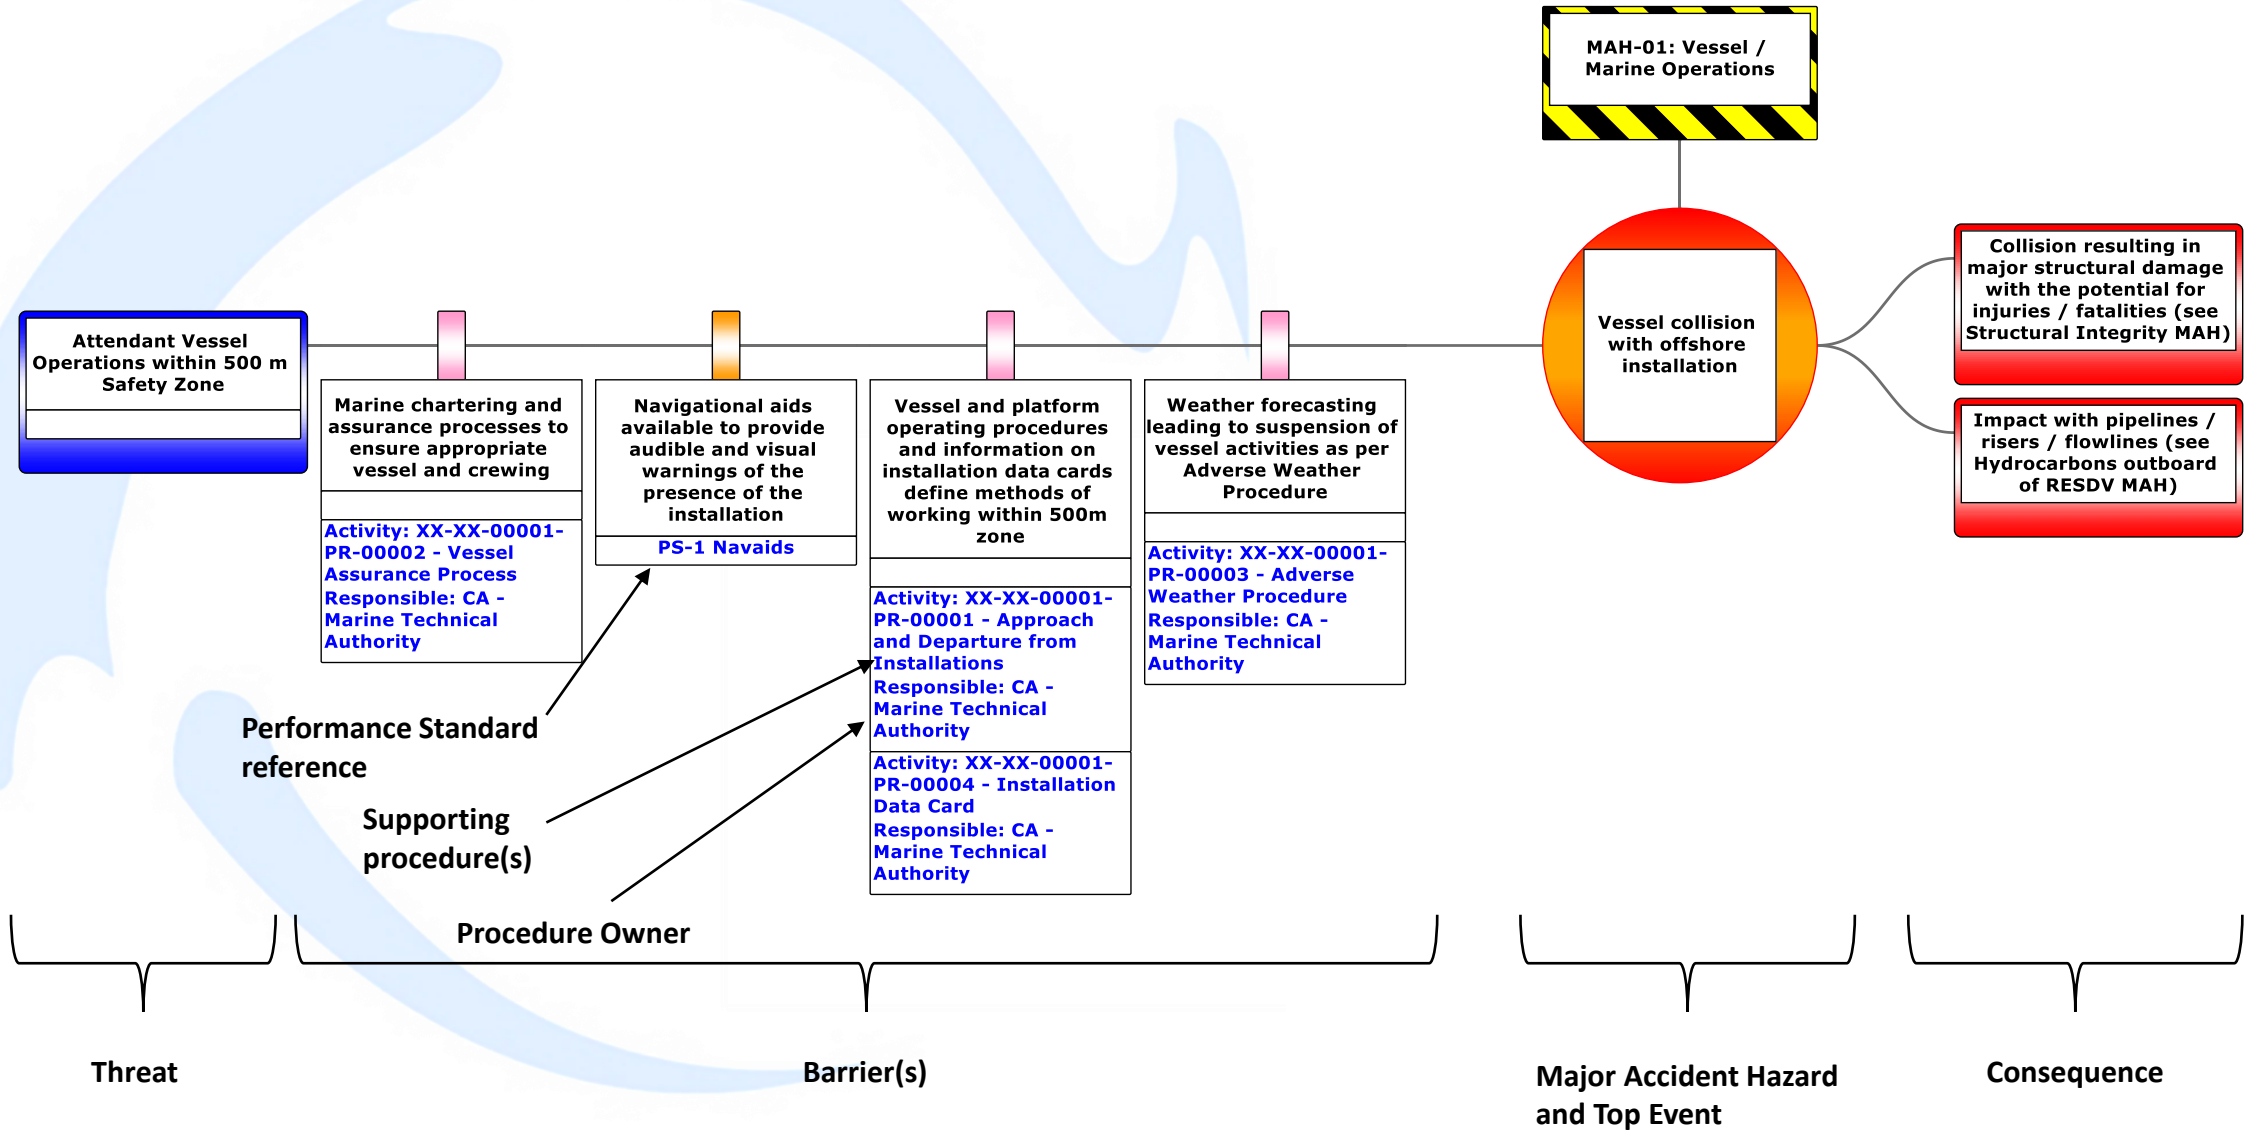 MAH-01: Vessel /
Marine Operations
Attendant Vessel
Operations within 500 m
Safety Zone
Marine chartering and
assurance processes to
ensure appropriate
vessel and crewing
Activity: XX-XX-00001-
PR-00002 - Vessel
Assurance Process
Responsible: CA -
Marine Technical
Authority
Navigational aids
available to provide
audible and visual
warnings of the
presence of the
installation
PS-1 Navaids
Vessel and platform
operating procedures
and information on
installation data cards
define methods of
working within 500m
zone
Activity: XX-XX-00001-
PR-00001 - Approach
and Departure from
Installations
Responsible: CA -
Marine Technical
Authority
Activity: XX-XX-00001-
PR-00004 - Installation
Data Card
Responsible: CA -
Marine Technical
Authority
Weather forecasting
leading to suspension of
vessel activities as per
Adverse Weather
Procedure
Activity: XX-XX-00001-
PR-00003 - Adverse
Weather Procedure
Responsible: CA -
Marine Technical
Authority
Vessel collision
with offshore
installation
Collision resulting in
major structural damage
with the potential for
injuries / fatalities (see
Structural Integrity MAH)
Impact with pipelines /
risers / flowlines (see
Hydrocarbons outboard
of RESDV MAH)
Performance Standard
reference
Supporting
procedure(s)
Procedure Owner
Threat
Barrier(s)
Major Accident Hazard
and Top Event
Consequence